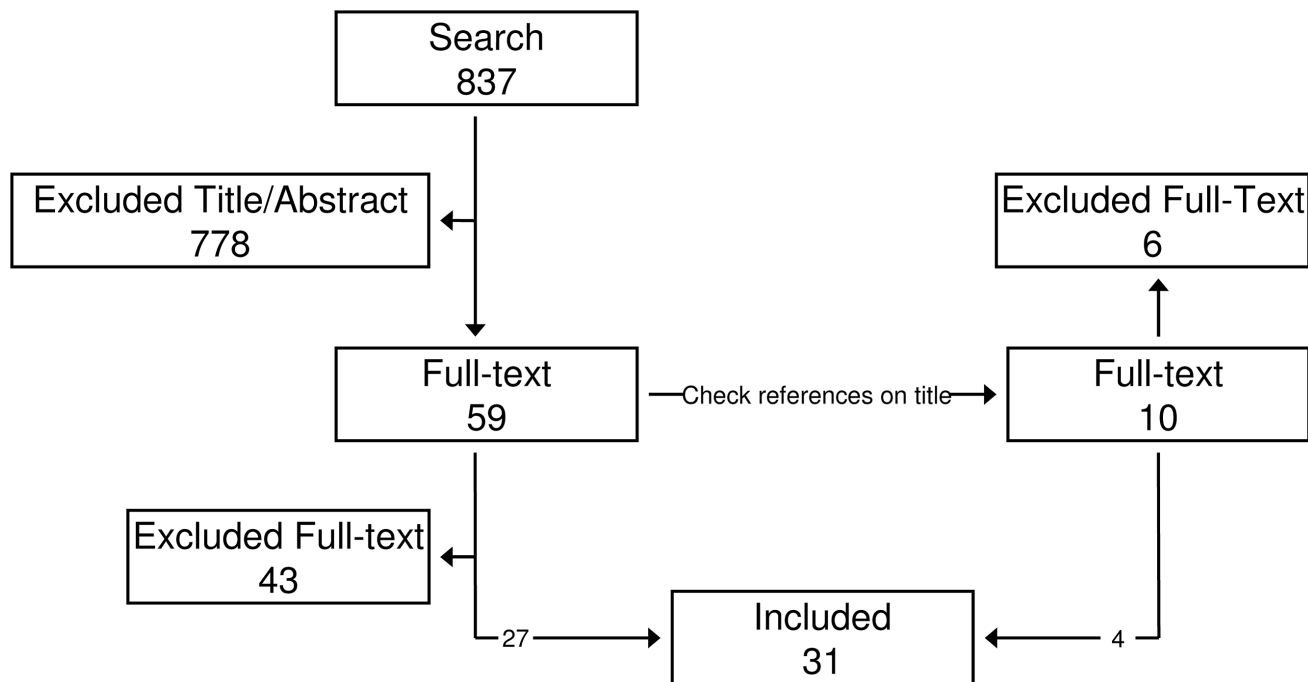 Search
837
Excluded Title/Abstract
778
Excluded Full-Text
6
Full-text
59
Check references on title
Full-text
10
Excluded Full-text
43
27
Included
31
4